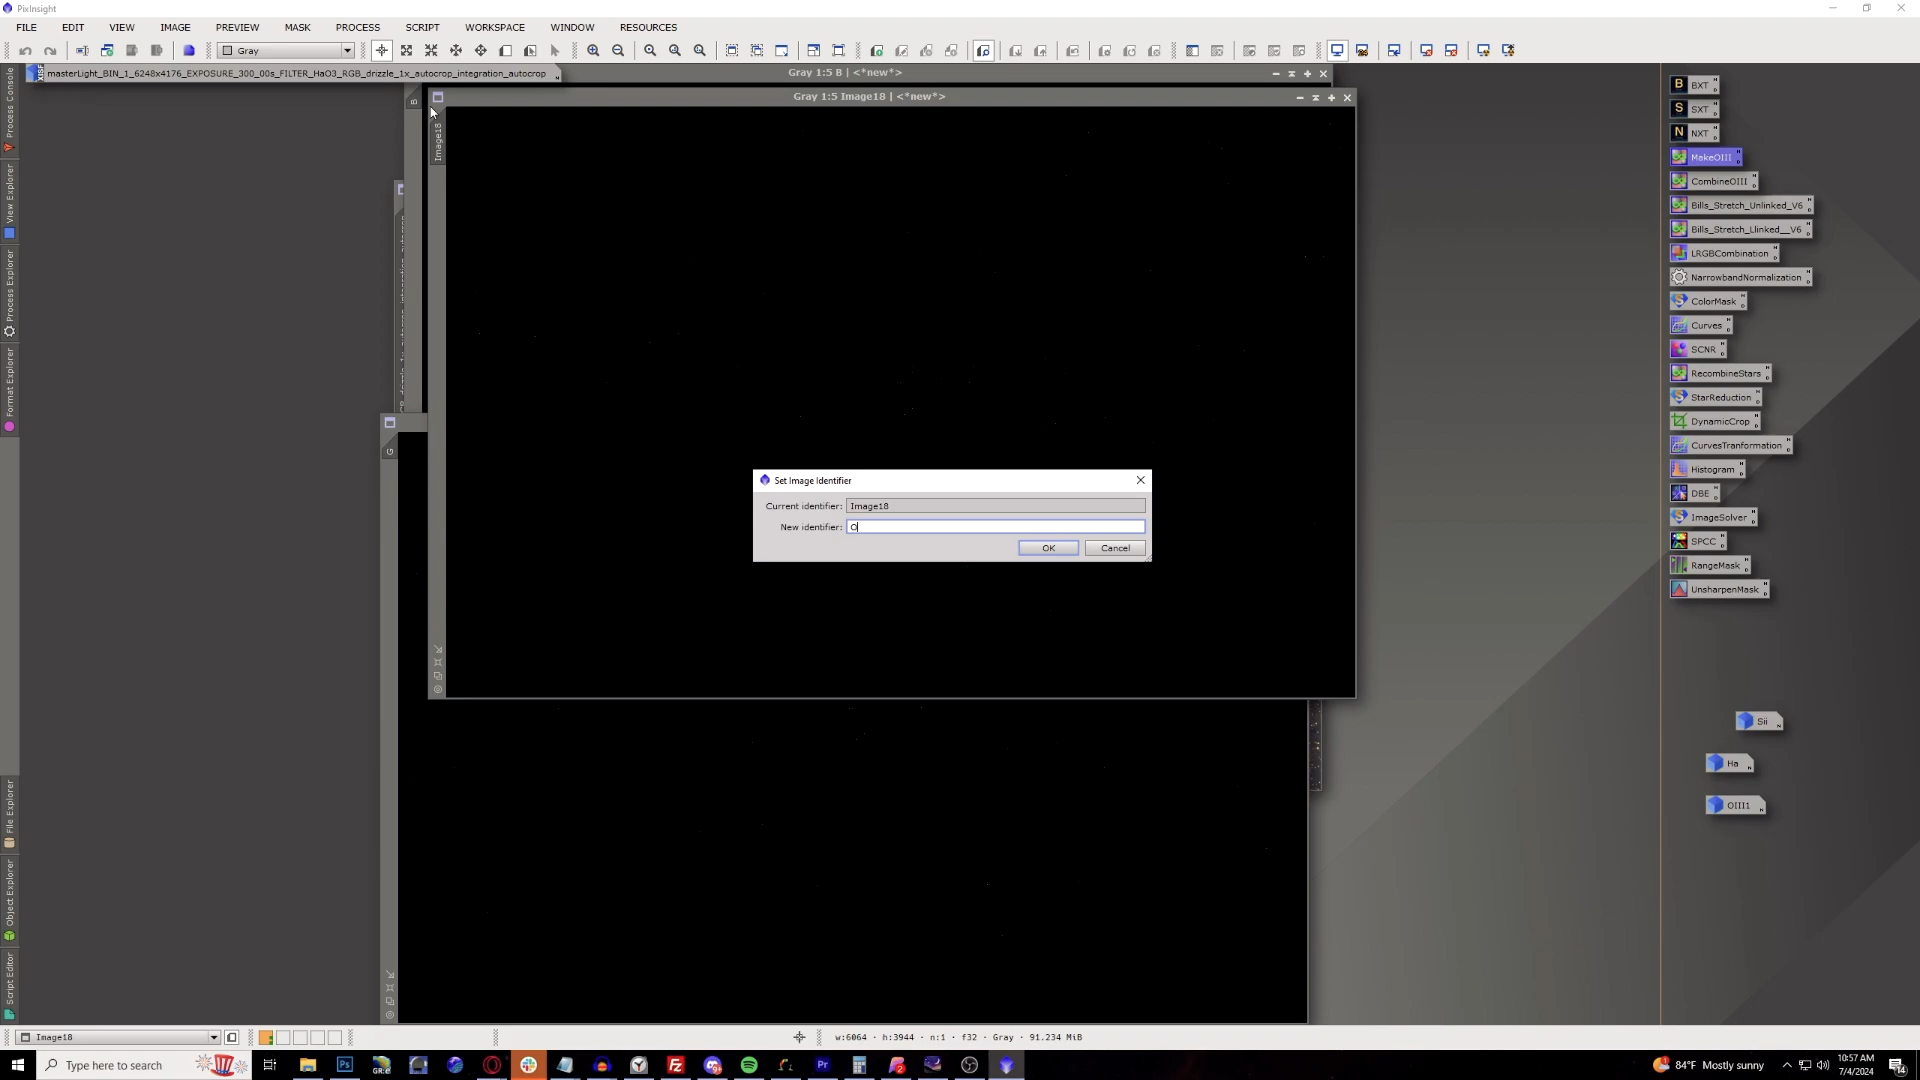 PixInsight
FILE EDIT VIEW IMAGE PROCESS PREVIEW MASK SCRIPT WORKSPACE WINDOW RESOURCES
Gray
masterLight_BIN_1_6248x4176_EXPOSURE_300_00s_FILTER_HaO3_RGB_drizzle_1x_autocrop_integration_autocrop
Gray 1:5 B | <*new*>
Gray 1:5 Image18 | <*new*>
Process Console
View Explorer
Process Explorer
Format Explorer
File Explorer
Object Explorer
Script Editor
B
Image18
G
Set Image Identifier
Current identifier: Image18
New identifier: O
OK Cancel
BXT
SXT
NXT
MakeOIII
CombineOIII
Bills_Stretch_Unlinked_V6
Bills_Stretch_Llinked__V6
LRGBCombination
NarrowbandNormalization
ColorMask
Curves
SCNR
RecombineStars
StarReduction
DynamicCrop
CurvesTranformation
Histogram
DBE
ImageSolver
SPCC
RangeMask
UnsharpenMask
Sii
Ha
OIII1
Image18
w:6064 · h:3944 · n:1 · f32 · Gray · 91.234 MiB
Type here to search
84°F Mostly sunny
10:57 AM
7/4/2024